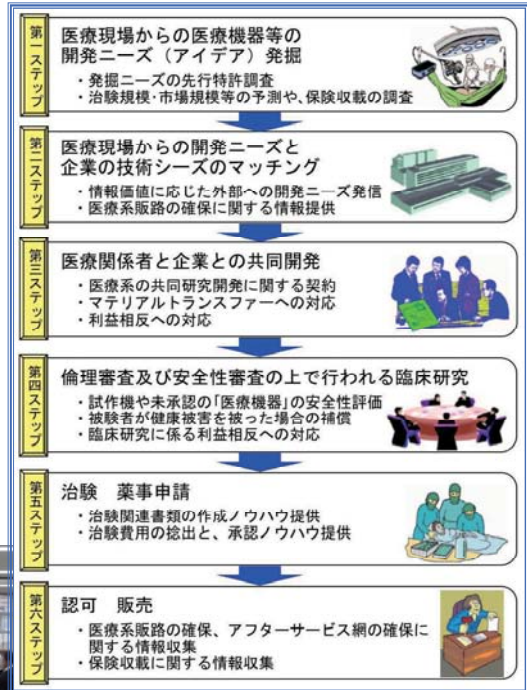 第一ステップ
医療現場からの医療機器等の
開発ニーズ（アイデア）発掘
・発掘ニーズの先行特許調査
・治験規模・市場規模等の予測や、保険収載の調査
第二ステップ
医療現場からの開発ニーズと
企業の技術シーズのマッチング
・情報価値に応じた外部への開発ニーズ発信
・医療系販路の確保に関する情報提供
第三ステップ
医療関係者と企業との共同開発
・医療系の共同研究開発に関する契約
・マテリアルトランスファーへの対応
・利益相反への対応
第四ステップ
倫理審査及び安全性審査の上で行われる臨床研究
・試作機や未承認の「医療機器」の安全性評価
・被験者が健康被害を被った場合の補償
・臨床研究に係る利益相反への対応
第五ステップ
治験　薬事申請
・治験関連書類の作成ノウハウ提供
・治験費用の捻出と、承認ノウハウ提供
第六ステップ
認可　販売
・医療系販路の確保、アフターサービス網の確保に
関する情報収集
・保険収載に関する情報収集